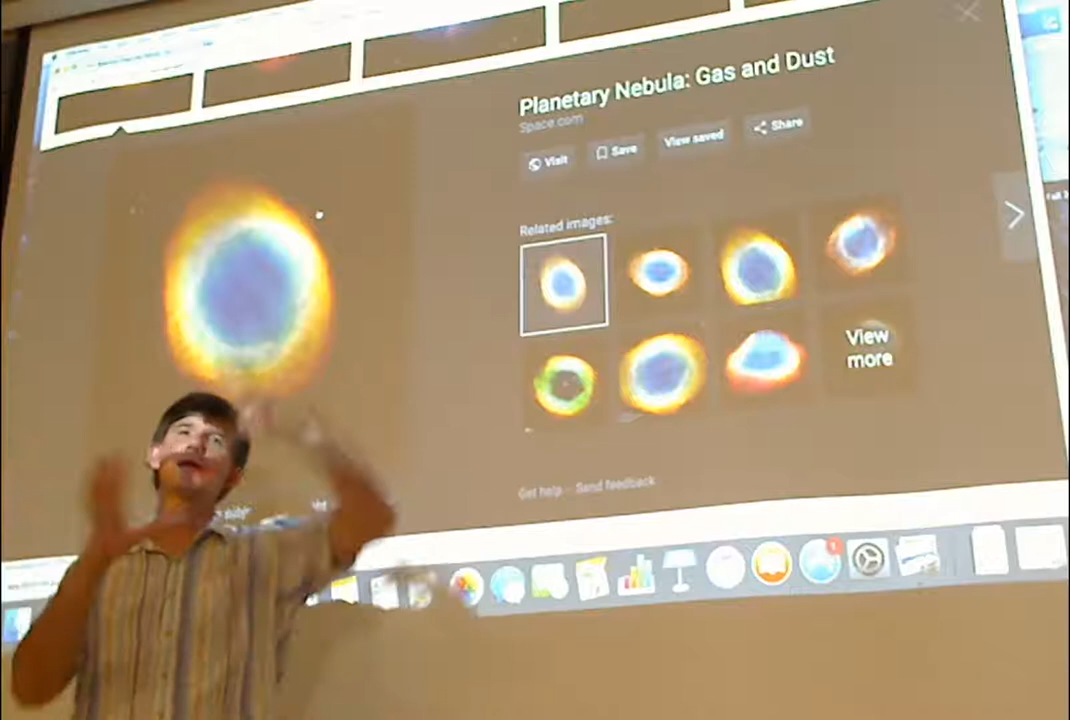 Planetary Nebula: Gas and Dust
Space.com
Visit
Save
View saved
Share
Related images:
View
more
Get help
Send feedback
1